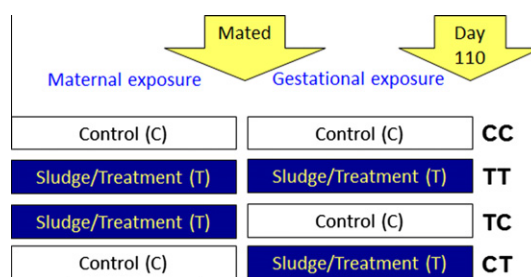 Mated
Day
110
Maternal exposure
Gestational exposure
Control (C)
Control (C)
CC
Sludge/Treatment (T)
Sludge/Treatment (T)
TT
Sludge/Treatment (T)
Control (C)
TC
Control (C)
Sludge/Treatment (T)
CT